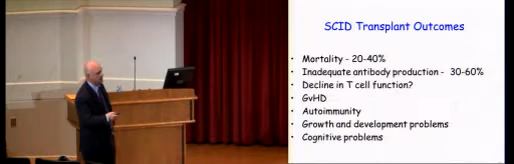 SCID Transplant Outcomes
• Mortality - 20-40%
• Inadequate antibody production - 30-60%
• Decline in T cell function?
• GvHD
• Autoimmunity
• Growth and development problems
• Cognitive problems